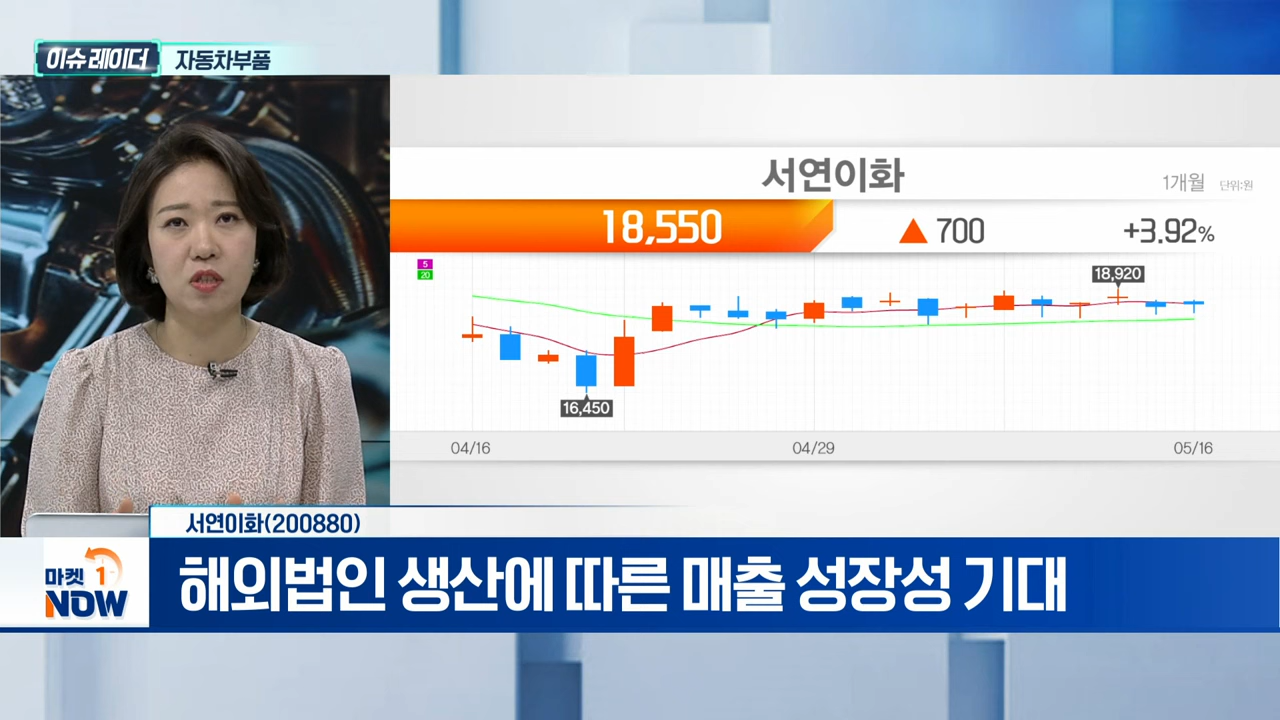 이슈레이더 자동차부품
서연이화
1개월 단위:원
18,550 ▲ 700 +3.92%
5
20
18,920
16,450
04/16 04/29 05/16
서연이화(200880)
마켓 1
NOW
해외법인 생산에 따른 매출 성장성 기대